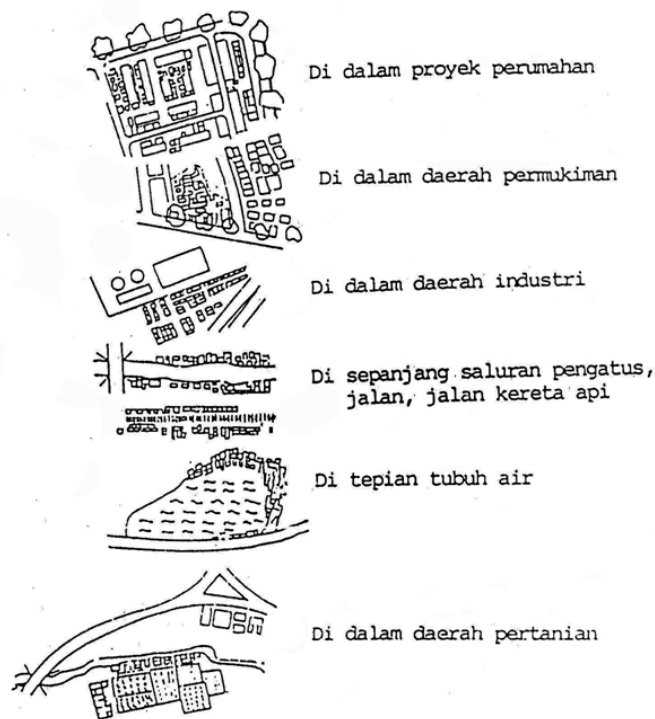 Di dalam proyek perumahan
Di dalam daerah permukiman
Di dalam daerah industri
Di sepanjang saluran pengatus,
jalan, jalan kereta api
Di tepian tubuh air
Di dalam daerah pertanian